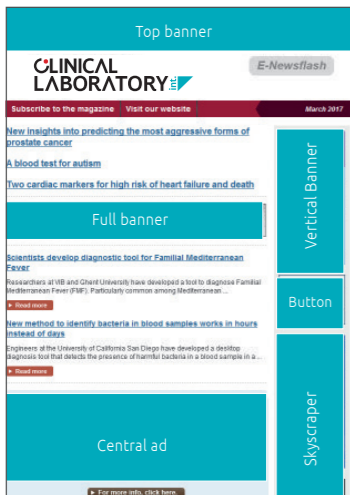 Top banner
CLINICAL
LABORATORY int.
E-Newsflash
Subscribe to the magazine Visit our website March 2017
New insights into predicting the most aggressive forms of
prostate cancer
A blood test for autism
Two cardiac markers for high risk of heart failure and death
Full banner
Scientists develop diagnostic tool for Familial Mediterranean
Fever
Researchers at VIB and Ghent University have developed a tool to diagnose Familial
Mediterranean Fever (FMF). Particularly common among Mediterranean ...
Read more
New method to identify bacteria in blood samples works in hours
instead of days
Engineers at the University of California San Diego have developed a desktop
diagnosis tool that detects the presence of harmful bacteria in a blood sample in a...
Read more
Central ad
For more info, click here.
Vertical Banner
Button
Skyscraper